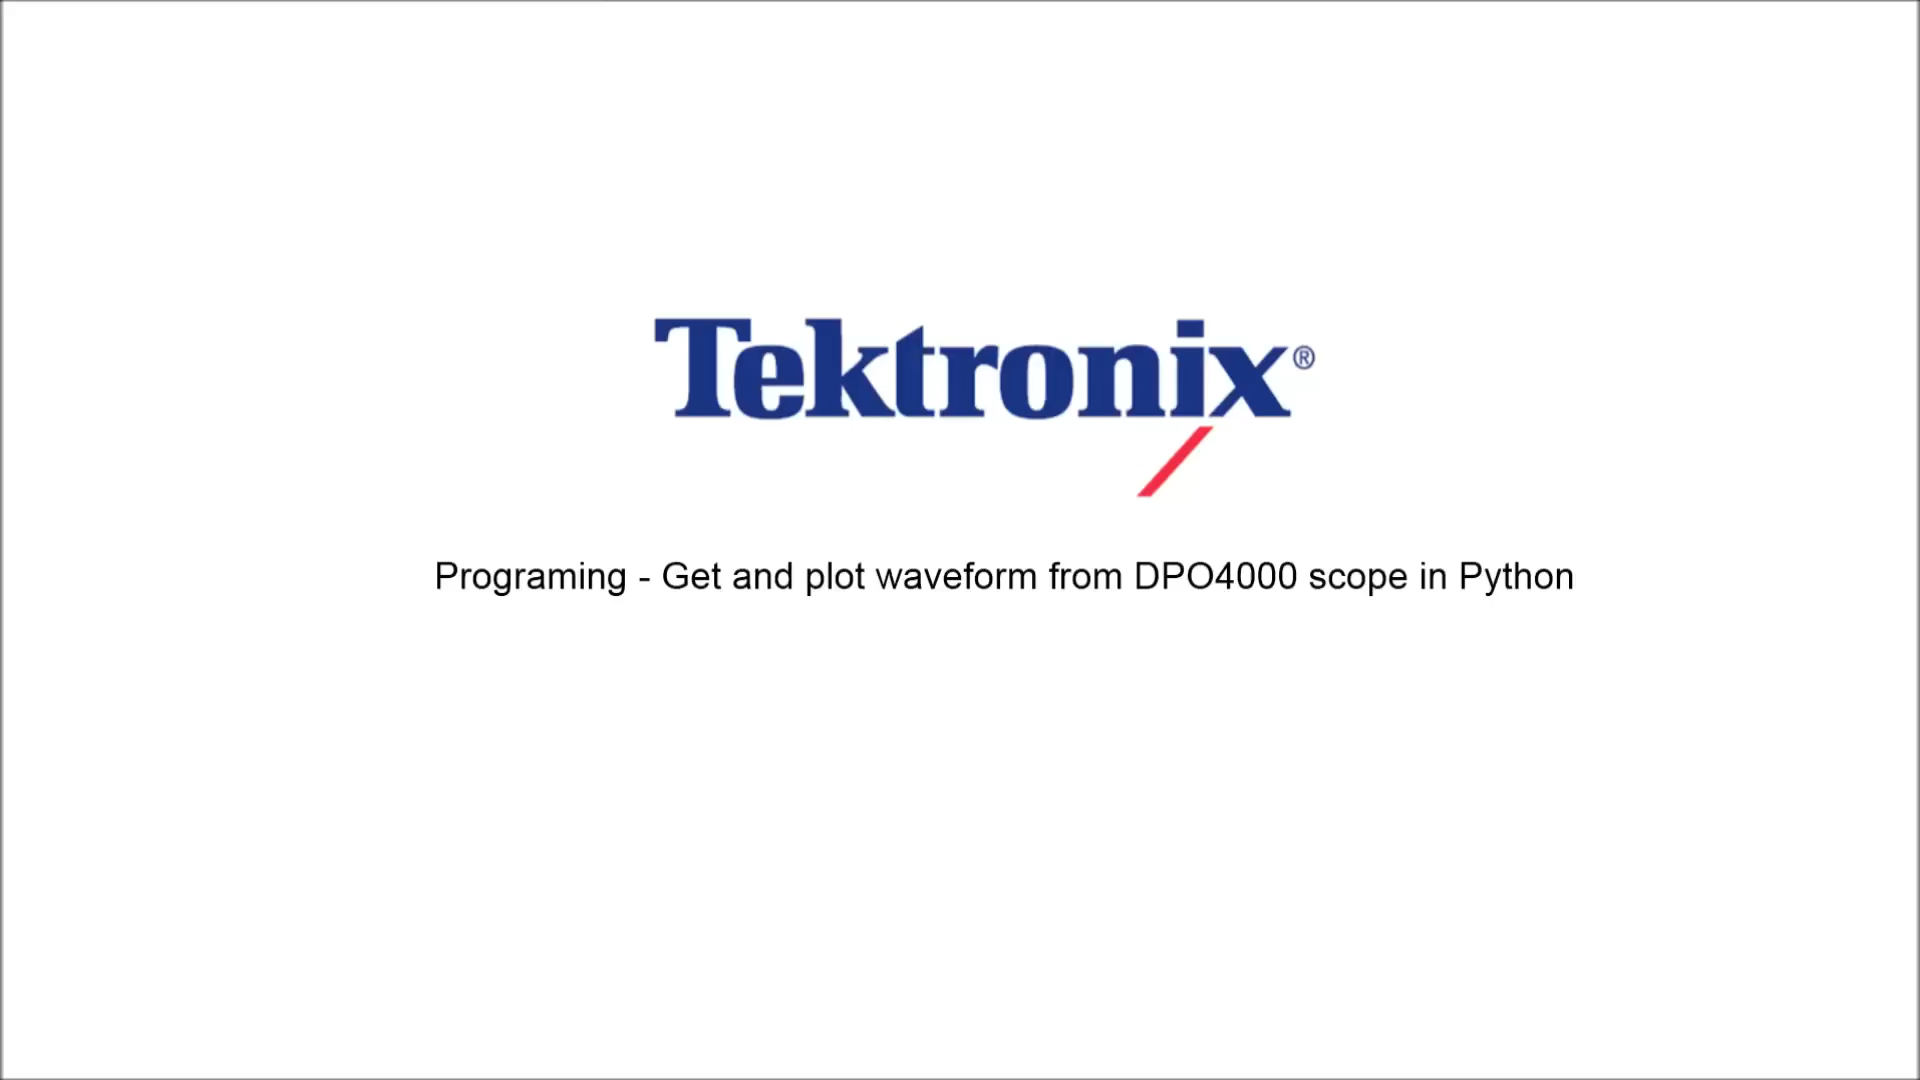 Tektronix®
Programing - Get and plot waveform from DPO4000 scope in Python